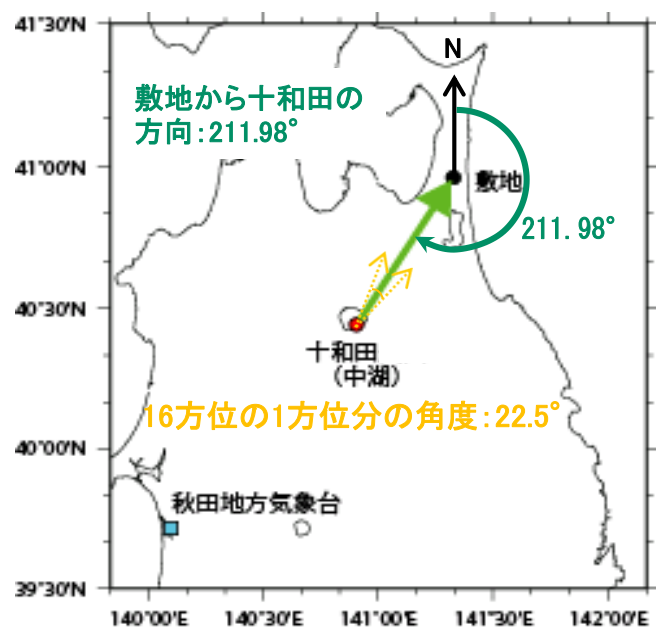 41°30'N
N
敷地から十和田の
方向:211.98°
41°00'N
敷地
211.98°
40°30'N
十和田
(中湖)
16方位の1方位分の角度:22.5°
40°00'N
秋田地方気象台
39°30'N
140°00'E 140°30'E 141°00'E 141°30'E 142°00'E